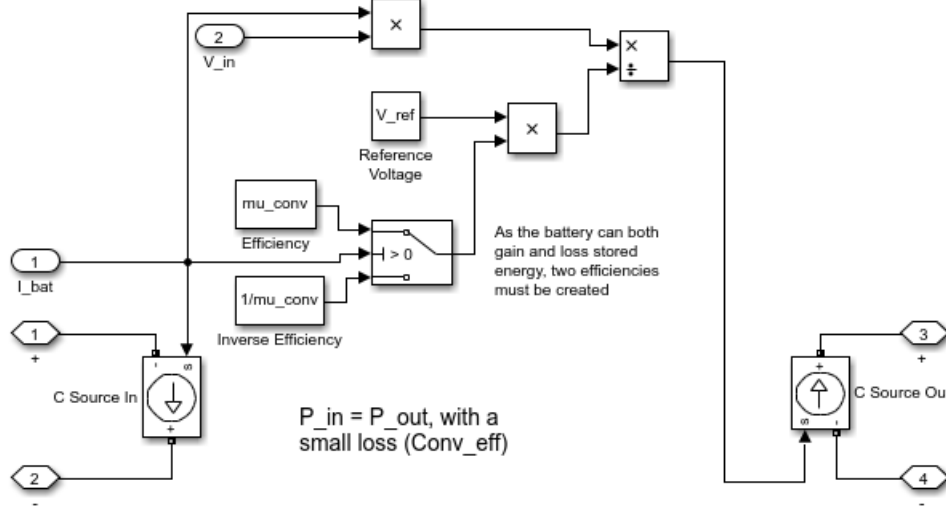 ×
2
V_in
×
÷
V_ref
×
Reference
Voltage
mu_conv
Efficiency
> 0
As the battery can both
gain and loss stored
energy, two efficiencies
must be created
1
I_bat
1/mu_conv
Inverse Efficiency
1
+
-
s
C Source In
+
2
-
P_in = P_out, with a
small loss (Conv_eff)
3
+
+
C Source Ou
s
-
4
-